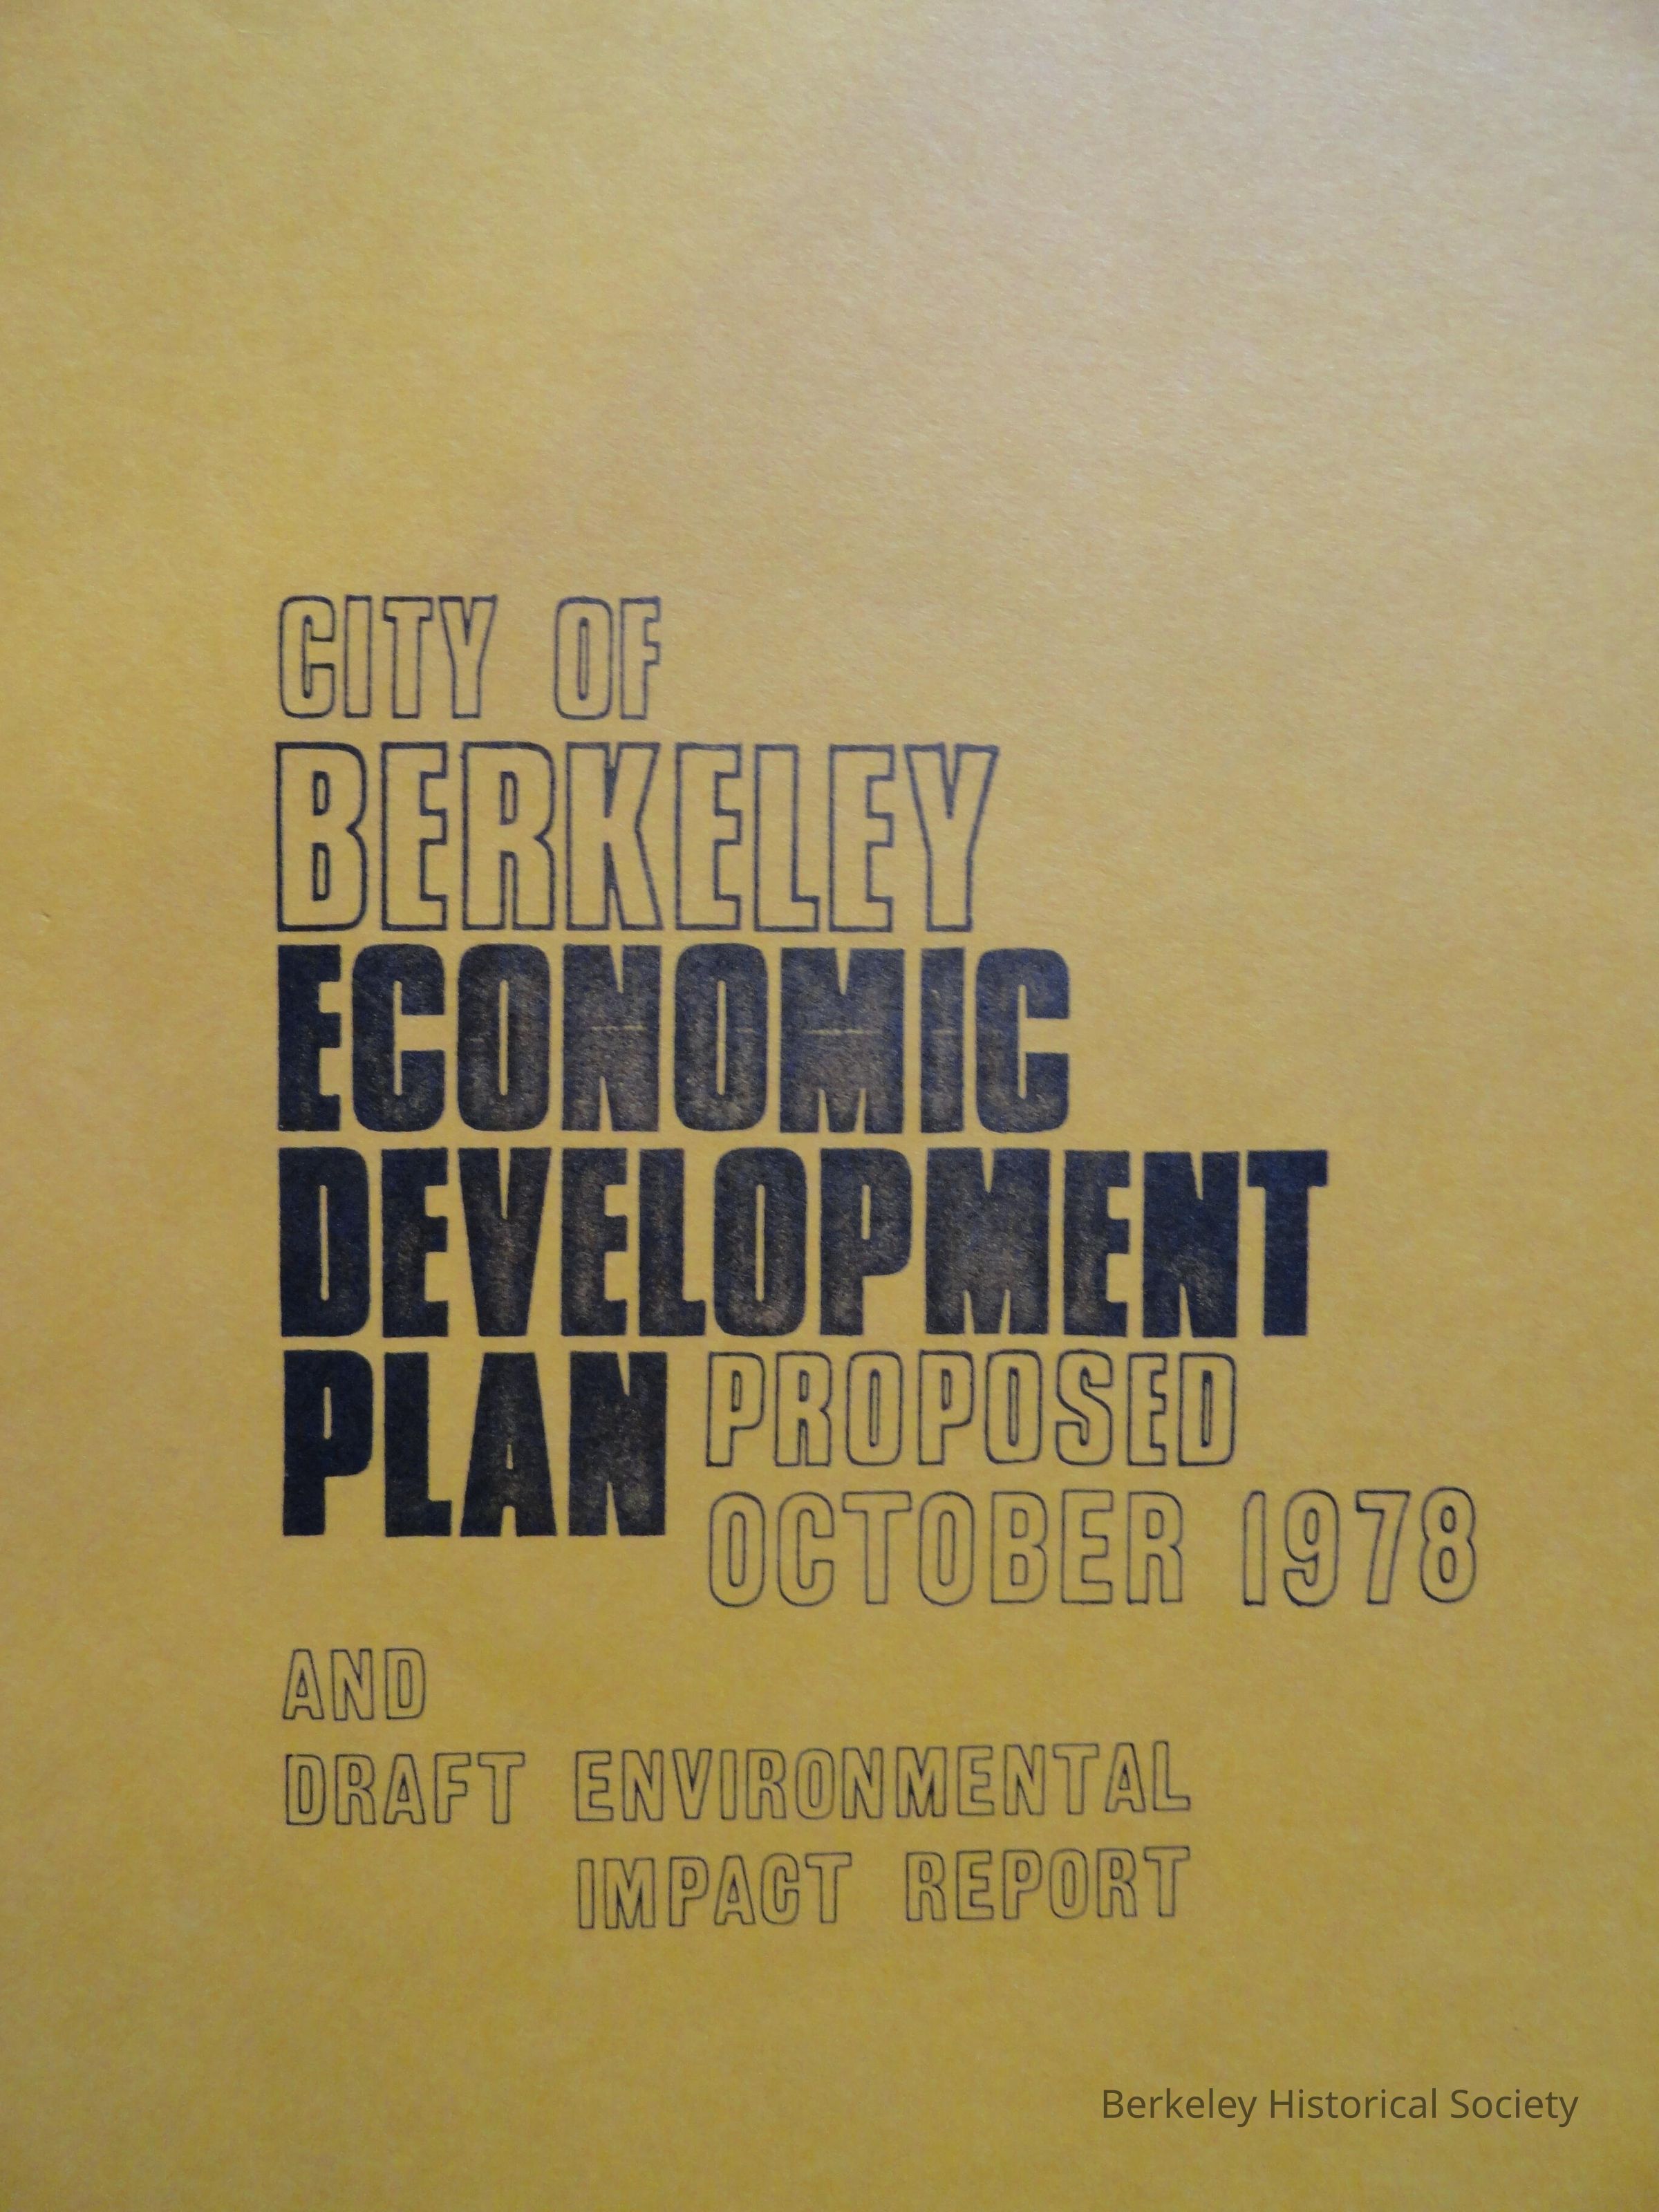 CITY OF
BERKELEY
ECONOMIC
DEVELOPMENT
PLAN PROPOSED
OCTOBER 1978
AND
DRAFT ENVIRONMENTAL
IMPACT REPORT
Berkeley Historical Society